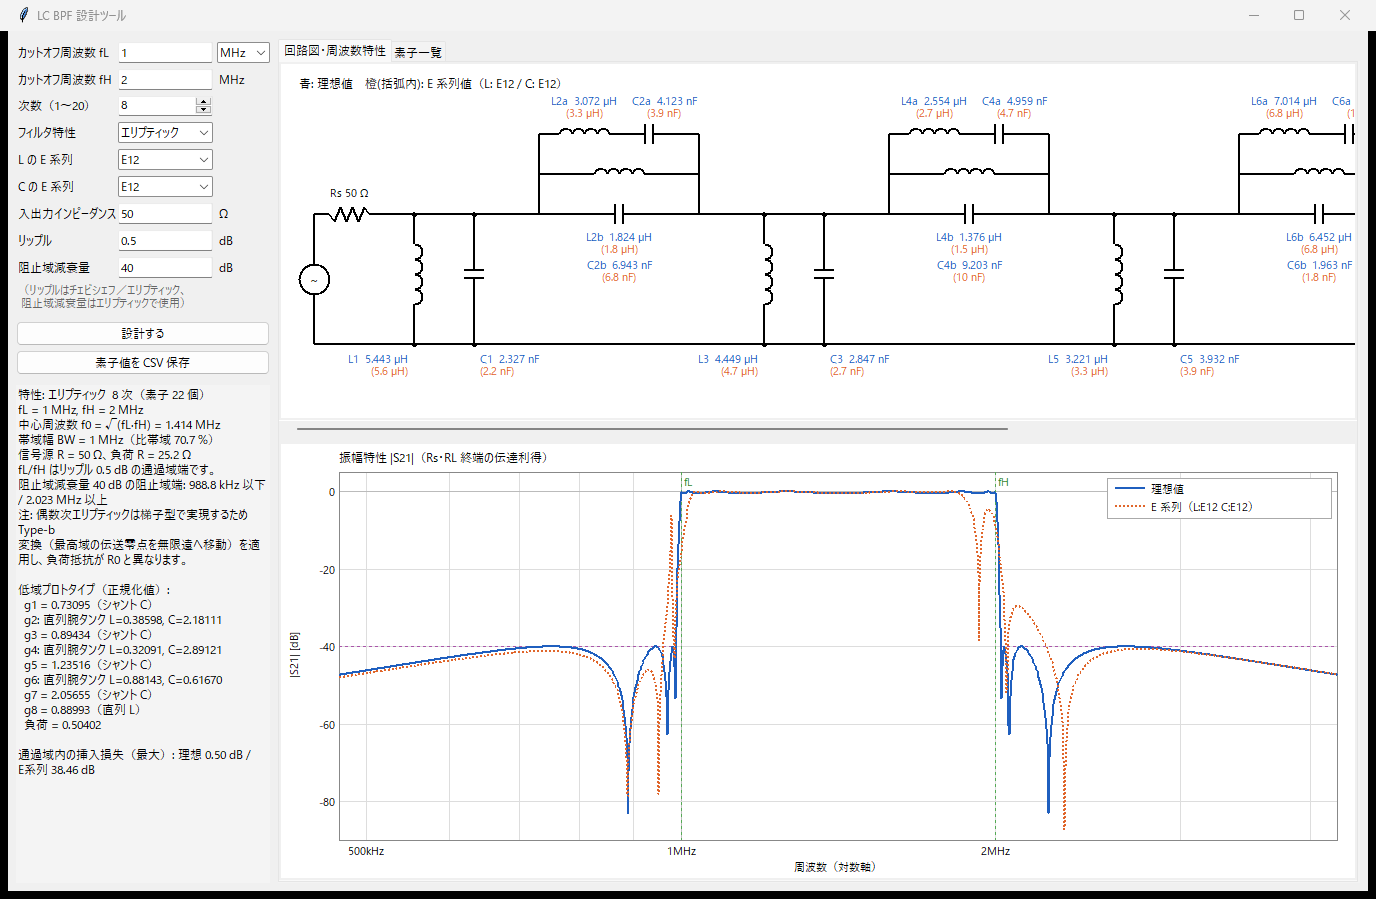 LC BPF 設計ツール
カットオフ周波数 fL 1 MHz
カットオフ周波数 fH 2 MHz
次数（1～20） 8
フィルタ特性 エリプティック
L の E 系列 E12
C の E 系列 E12
入出力インピーダンス 50 Ω
リップル 0.5 dB
阻止域減衰量 40 dB
（リップルはチェビシェフ／エリプティック、
阻止域減衰量はエリプティックで使用）
設計する
素子値を CSV 保存
特性: エリプティック 8 次（素子 22 個）
fL = 1 MHz, fH = 2 MHz
中心周波数 f0 = √(fL·fH) = 1.414 MHz
帯域幅 BW = 1 MHz（比帯域 70.7 %）
信号源 R = 50 Ω、負荷 R = 25.2 Ω
fL/fH はリップル 0.5 dB の通過域端です。
阻止域減衰量 40 dB の阻止域端: 988.8 kHz 以下
/ 2.023 MHz 以上
注: 偶数次エリプティックは梯子型で実現するため
Type-b
変換（最高域の伝送零点を無限遠へ移動）を適
用し、負荷抵抗が R0 と異なります。
低域プロトタイプ（正規化値）:
g1 = 0.73095（シャント C）
g2: 直列腕タンク L=0.38598, C=2.18111
g3 = 0.89434（シャント C）
g4: 直列腕タンク L=0.32091, C=2.89121
g5 = 1.23516（シャント C）
g6: 直列腕タンク L=0.88143, C=0.61670
g7 = 2.05655（シャント C）
g8 = 0.88993（直列 L）
負荷 = 0.50402
通過域内の挿入損失（最大）: 理想 0.50 dB /
E系列 38.46 dB
回路図・周波数特性 素子一覧
青: 理想値 橙(括弧内): E 系列値（L: E12 / C: E12）
L2a 3.072 µH C2a 4.123 nF L4a 2.554 µH C4a 4.959 nF L6a 7.014 µH C6a
(3.3 µH) (3.9 nF) (2.7 µH) (4.7 nF) (6.8 µH)
Rs 50 Ω
L2b 1.824 µH L4b 1.376 µH L6b 6.452 µH
(1.8 µH) (1.5 µH) (6.8 µH)
C2b 6.943 nF C4b 9.203 nF C6b 1.963 nF
(6.8 nF) (10 nF) (1.8 nF)
~
L1 5.443 µH C1 2.327 nF L3 4.449 µH C3 2.847 nF L5 3.221 µH C5 3.932 nF
(5.6 µH) (2.2 nF) (4.7 µH) (2.7 nF) (3.3 µH) (3.9 nF)
振幅特性 |S21|（Rs・RL 終端の伝達利得）
fL fH
理想値
E 系列（L:E12 C:E12）
0
-20
-40
-60
-80
|S21| [dB]
500kHz 1MHz 2MHz
周波数（対数軸）